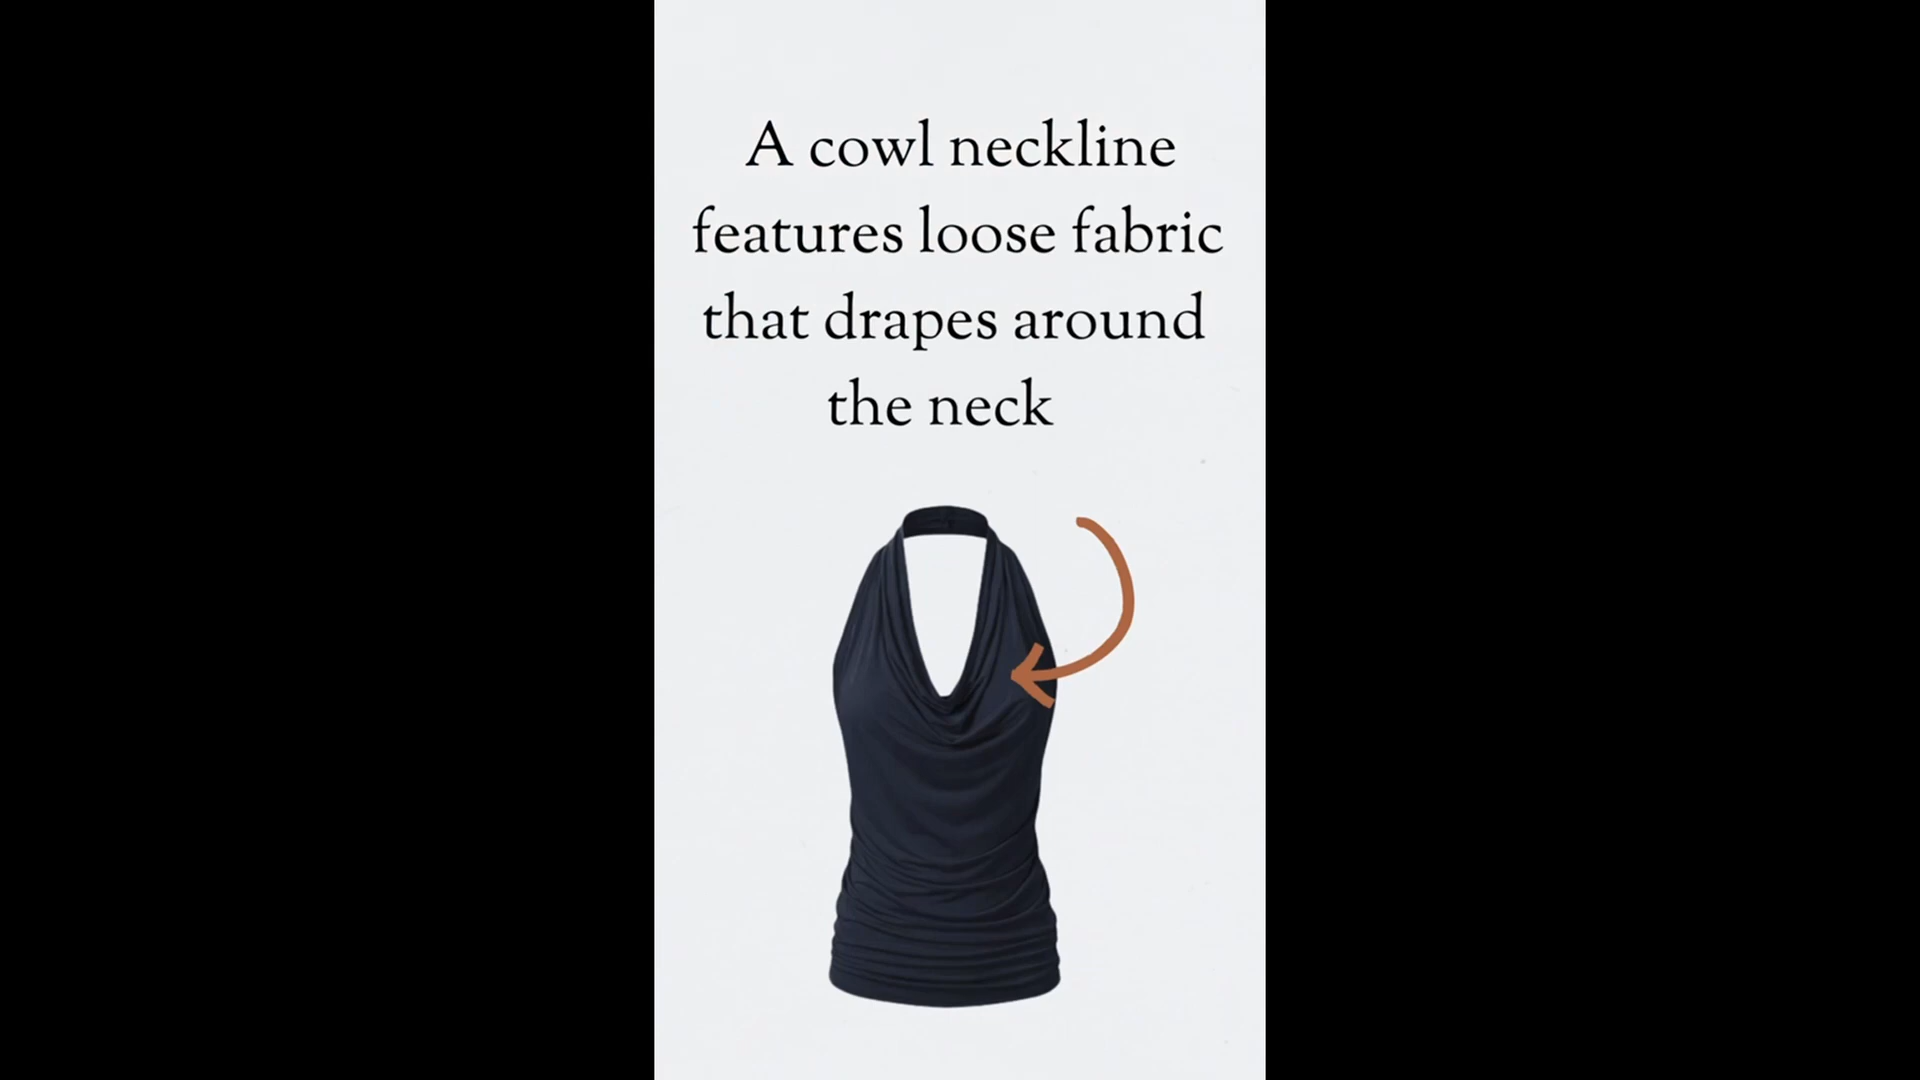 A cowl neckline
features loose fabric
that drapes around
the neck